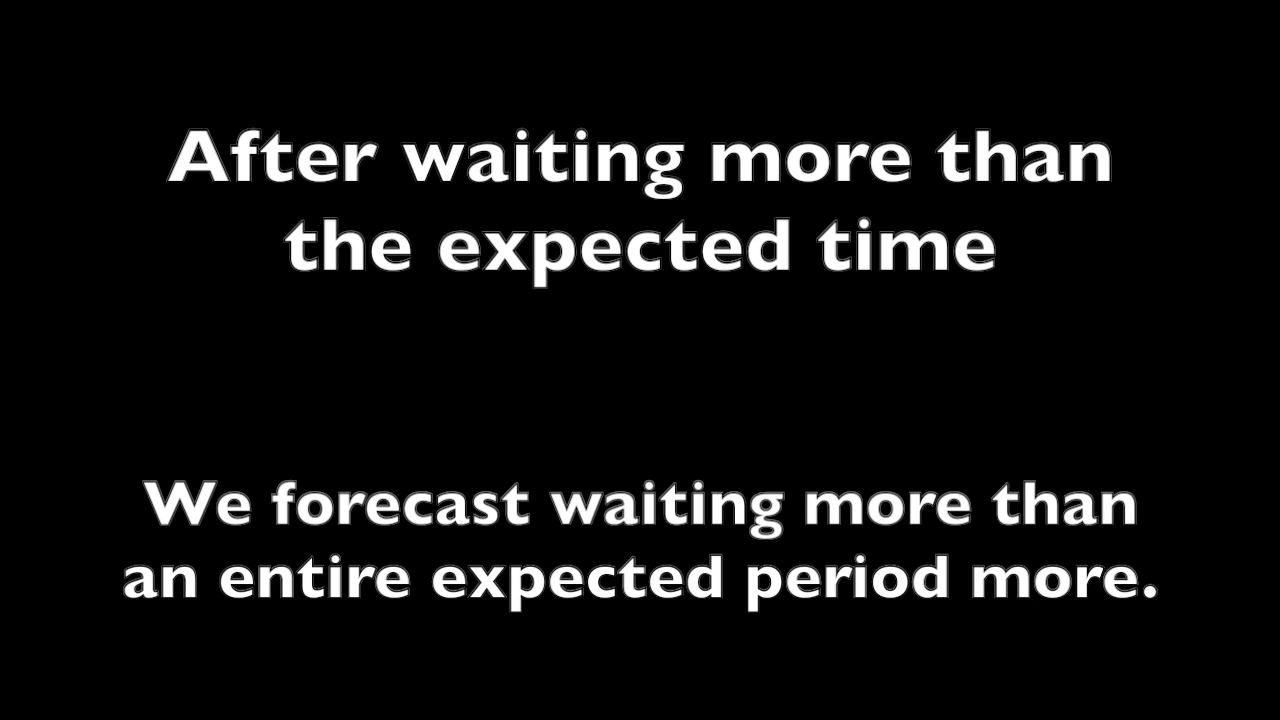 After waiting more than
the expected time
We forecast waiting more than
an entire expected period more.